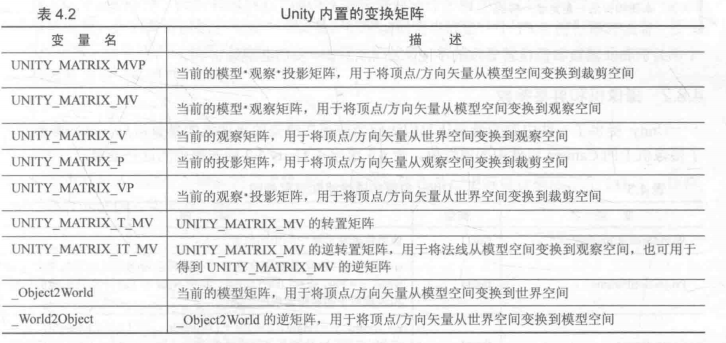 表 4.2 Unity 内置的变换矩阵
变 量 名 描 述
UNITY_MATRIX_MVP 当前的模型·观察·投影矩阵，用于将顶点/方向矢量从模型空间变换到裁剪空间
UNITY_MATRIX_MV 当前的模型·观察矩阵，用于将顶点/方向矢量从模型空间变换到观察空间
UNITY_MATRIX_V 当前的观察矩阵，用于将顶点/方向矢量从世界空间变换到观察空间
UNITY_MATRIX_P 当前的投影矩阵，用于将顶点/方向矢量从观察空间变换到裁剪空间
UNITY_MATRIX_VP 当前的观察·投影矩阵，用于将顶点/方向矢量从世界空间变换到裁剪空间
UNITY_MATRIX_T_MV UNITY_MATRIX_MV 的转置矩阵
UNITY_MATRIX_IT_MV UNITY_MATRIX_MV 的逆转置矩阵，用于将法线从模型空间变换到观察空间，也可用于
得到 UNITY_MATRIX_MV 的逆矩阵
_Object2World 当前的模型矩阵，用于将顶点/方向矢量从模型空间变换到世界空间
_World2Object _Object2World 的逆矩阵，用于将顶点/方向矢量从世界空间变换到模型空间